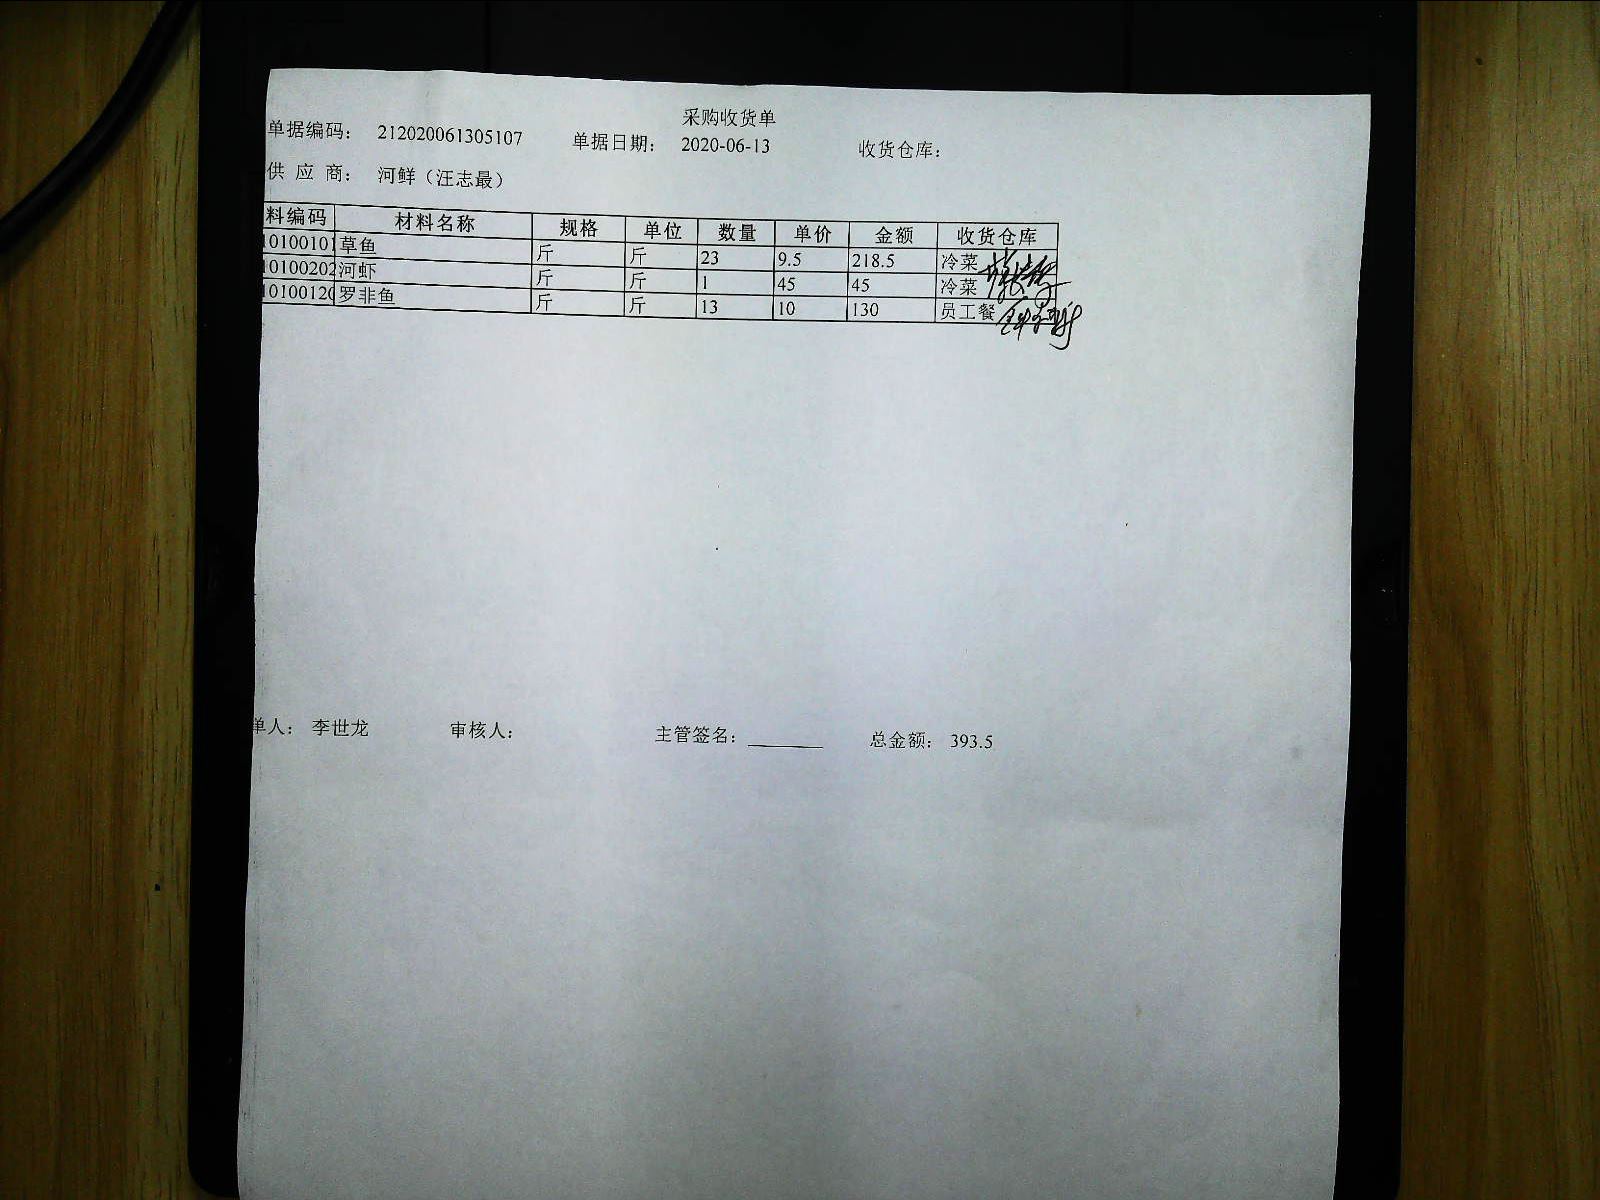 采购收货单
单据编码: 212020061305107 单据日期: 2020-06-13 收货仓库:
供 应 商: 河鲜（汪志最）
料编码 材料名称 规格 单位 数量 单价 金额 收货仓库
1010010 草鱼 斤 斤 23 9.5 218.5 冷菜
10100202 河虾 斤 斤 1 45 45 冷菜
1010012 罗非鱼 斤 斤 13 10 130 员工餐
单人: 李世龙 审核人: 主管签名: 总金额: 393.5